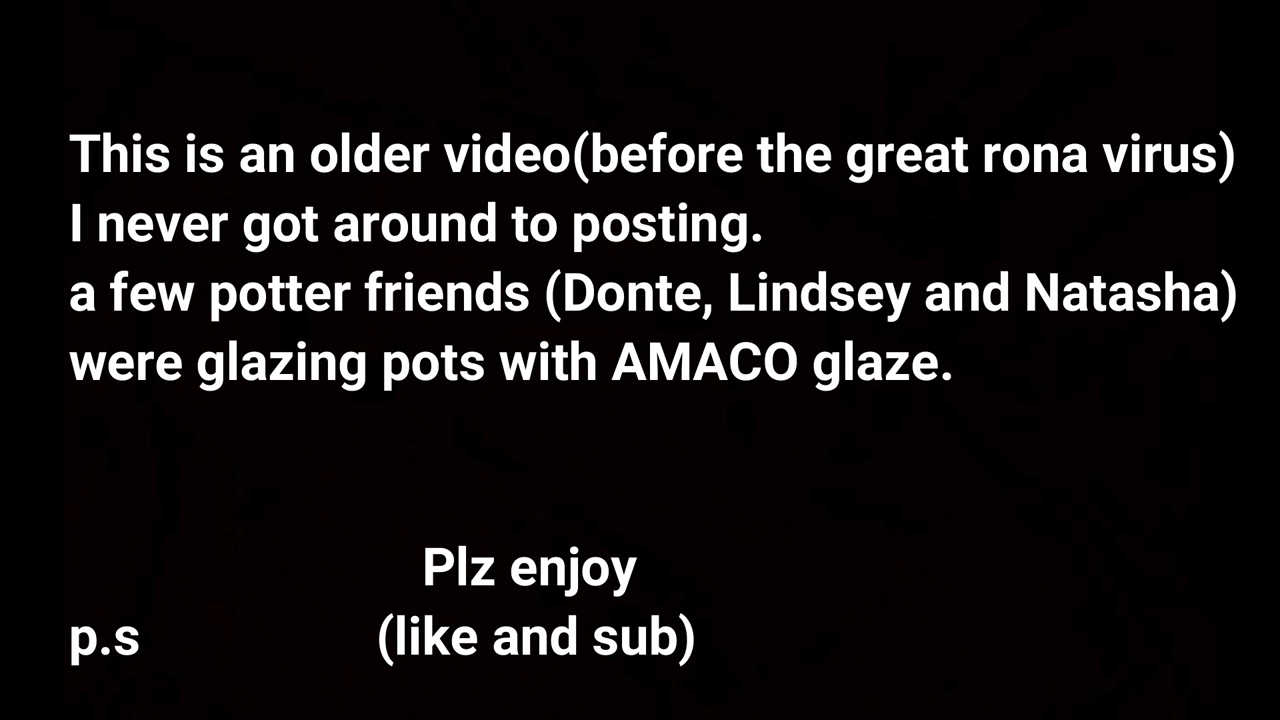 This is an older video(before the great rona virus)
I never got around to posting.
a few potter friends (Donte, Lindsey and Natasha)
were glazing pots with AMACO glaze.
Plz enjoy
p.s (like and sub)